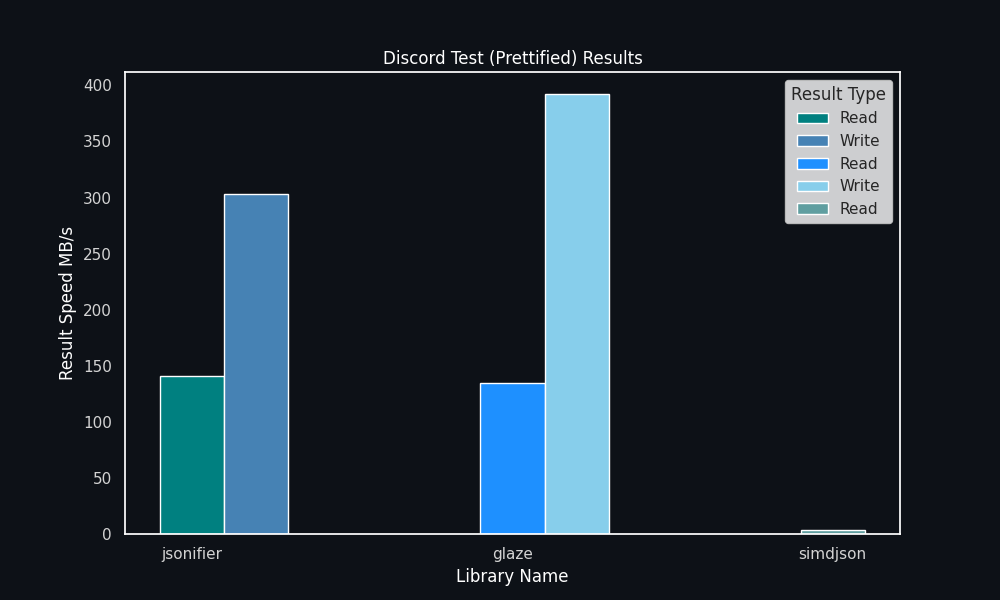 Discord Test (Prettified) Results
Result Speed MB/s
400
350
300
250
200
150
100
50
0
Result Type
Read
Write
Read
Write
Read
jsonifier
glaze
simdjson
Library Name